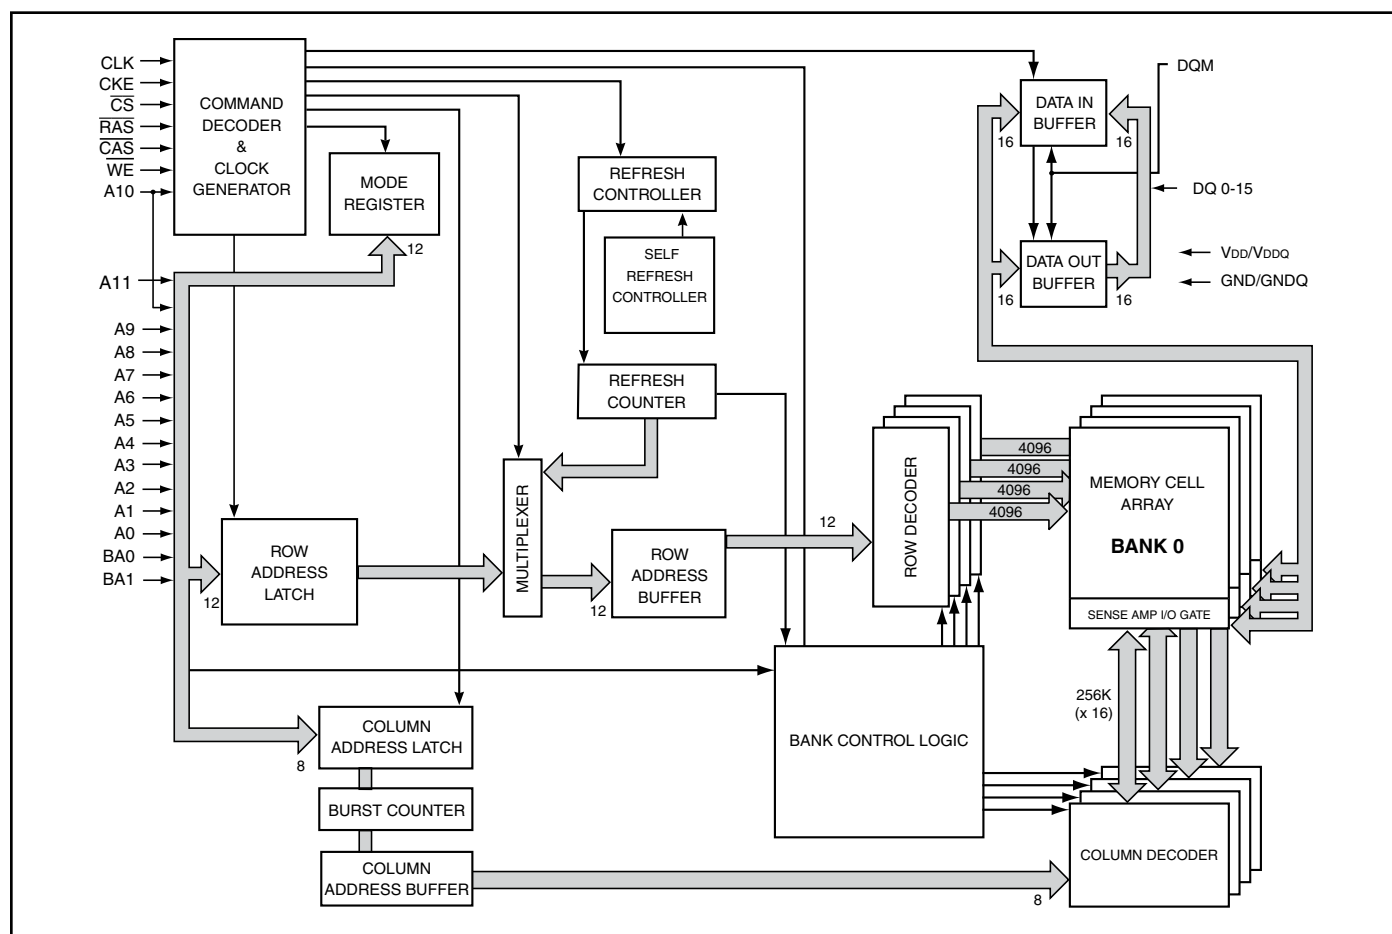 CLK
CKE
CS
RAS
CAS
WE
A10
COMMAND
DECODER
&
CLOCK
GENERATOR
MODE
REGISTER
12
REFRESH
CONTROLLER
SELF
REFRESH
CONTROLLER
REFRESH
COUNTER
DATA IN
BUFFER
16
16
DQM
DQ 0-15
DATA OUT
BUFFER
16
16
VDD/VDDQ
GND/GNDQ
A11
A9
A8
A7
A6
A5
A4
A3
A2
A1
A0
BA0
BA1
12
ROW
ADDRESS
LATCH
MULTIPLEXER
12
ROW
ADDRESS
BUFFER
12
ROW DECODER
4096
4096
4096
4096
MEMORY CELL
ARRAY
BANK 0
SENSE AMP I/O GATE
256K
(x 16)
BANK CONTROL LOGIC
8
COLUMN
ADDRESS LATCH
BURST COUNTER
COLUMN
ADDRESS BUFFER
8
COLUMN DECODER